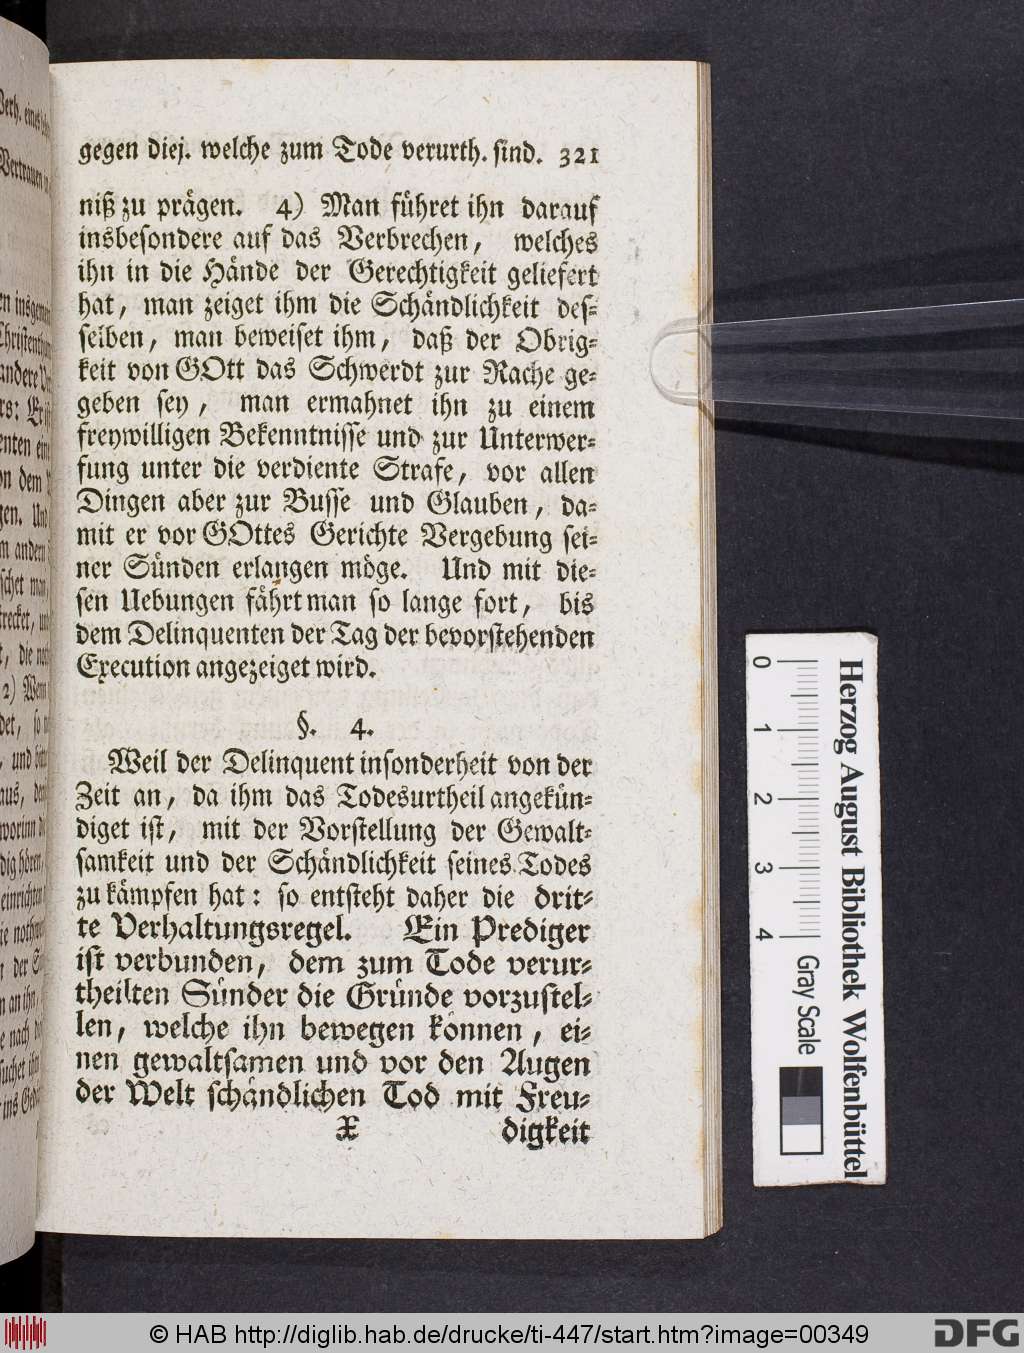 gegen diej. welche zum Tode verurth. sind. 321
niß zu prägen. 4) Man führet ihn darauf
insbesondere auf das Verbrechen, welches
ihn in die Hände der Gerechtigkeit geliefert
hat, man zeiget ihm die Schändlichkeit des-
selben, man beweiset ihm, daß der Obrig-
keit von GOtt das Schwerdt zur Rache ge-
geben sey, man ermahnet ihn zu einem
freywilligen Bekenntnisse und zur Unterwer-
fung unter die verdiente Strafe, vor allen
Dingen aber zur Busse und Glauben, da-
mit er vor GOttes Gerichte Vergebung sei-
ner Sünden erlangen möge. Und mit die-
sen Uebungen fährt man so lange fort, bis
dem Delinquenten der Tag der bevorstehenden
Execution angezeiget wird.
§. 4.
Weil der Delinquent insonderheit von der
Zeit an, da ihm das Todesurtheil angekün-
diget ist, mit der Vorstellung der Gewalt-
samkeit und der Schändlichkeit seines Todes
zu kämpfen hat: so entsteht daher die drit-
te Verhaltungsregel. Ein Prediger
ist verbunden, dem zum Tode verur-
theilten Sünder die Gründe vorzustel-
len, welche ihn bewegen können, ei-
nen gewaltsamen und vor den Augen
der Welt schändlichen Tod mit Freu-
X digkeit
Herzog August Bibliothek Wolfenbüttel
0 1 2 3 4 Gray Scale
© HAB http://diglib.hab.de/drucke/ti-447/start.htm?image=00349
DFG